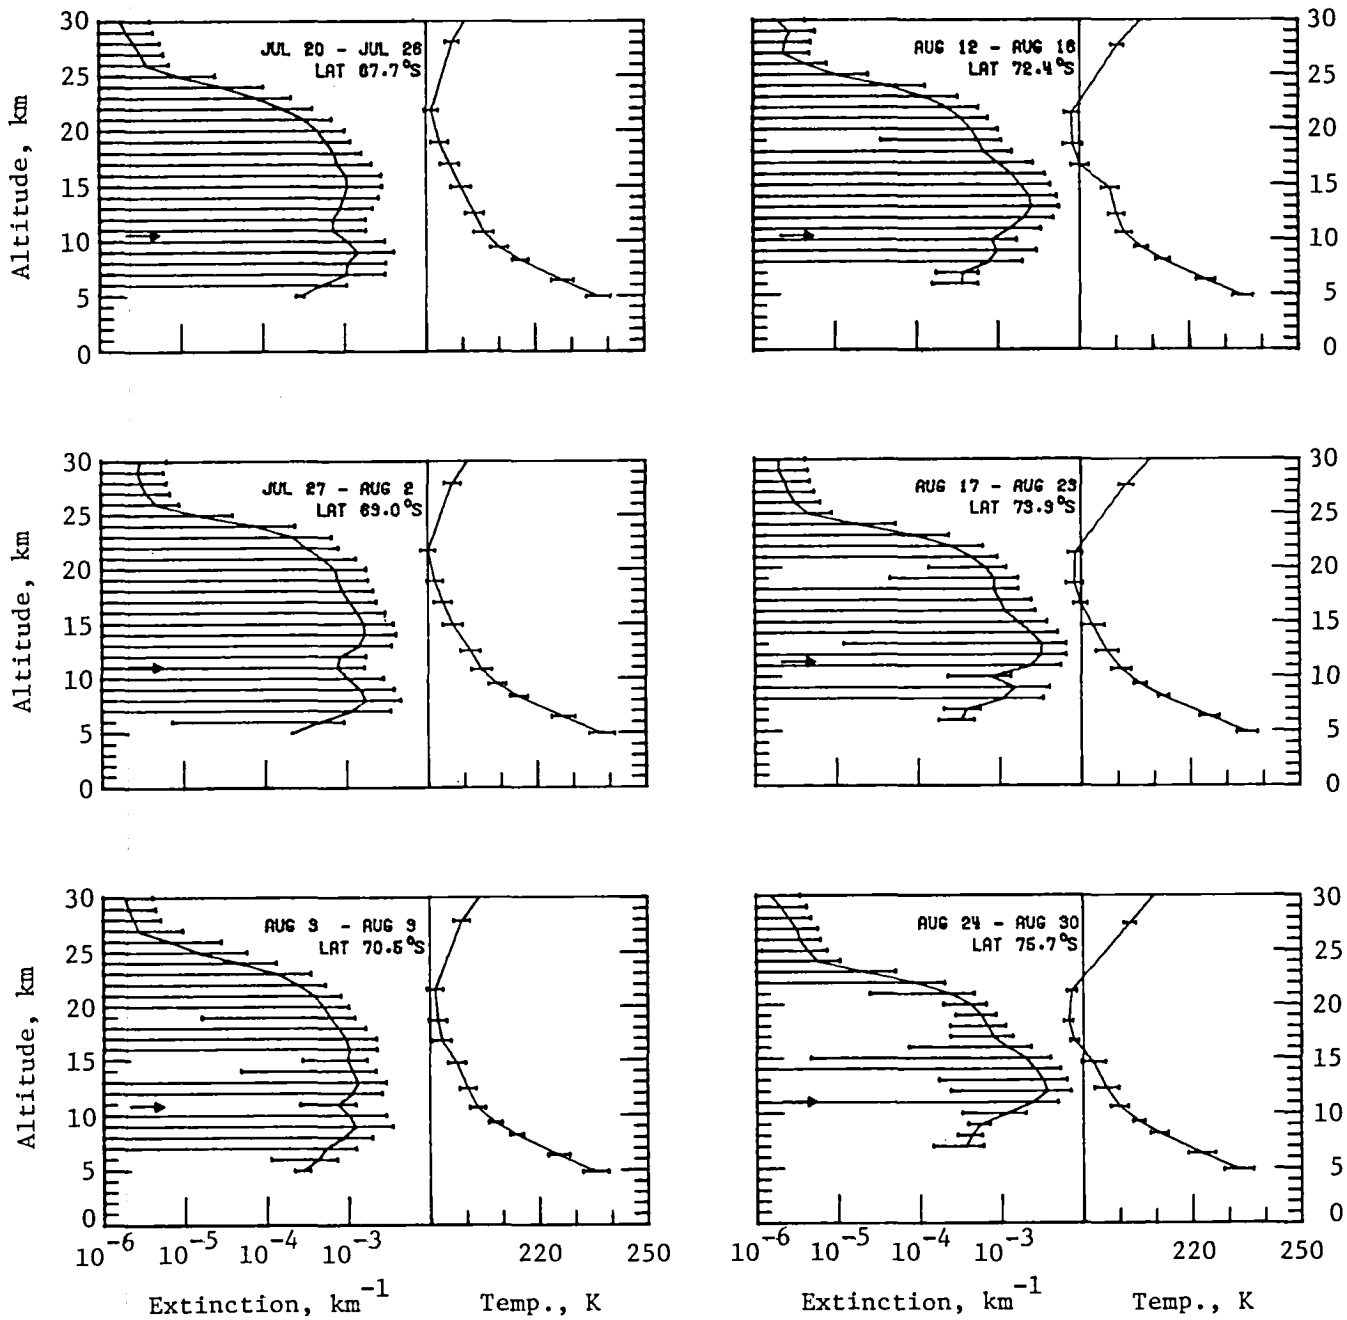 30
25
20
15
10
5
0
Altitude, km
JUL 20 - JUL 26
LAT 67.7°S
AUG 12 - AUG 16
LAT 72.4°S
30
25
20
15
10
5
0
30
25
20
15
10
5
0
Altitude, km
JUL 27 - AUG 2
LAT 69.0°S
AUG 17 - AUG 23
LAT 73.9°S
30
25
20
15
10
5
0
30
25
20
15
10
5
0
Altitude, km
AUG 3 - AUG 9
LAT 70.5°S
AUG 24 - AUG 30
LAT 75.7°S
30
25
20
15
10
5
0
10⁻⁶ 10⁻⁵ 10⁻⁴ 10⁻³ 220 250
10⁻⁶ 10⁻⁵ 10⁻⁴ 10⁻³ 220 250
Extinction, km⁻¹ Temp., K
Extinction, km⁻¹ Temp., K